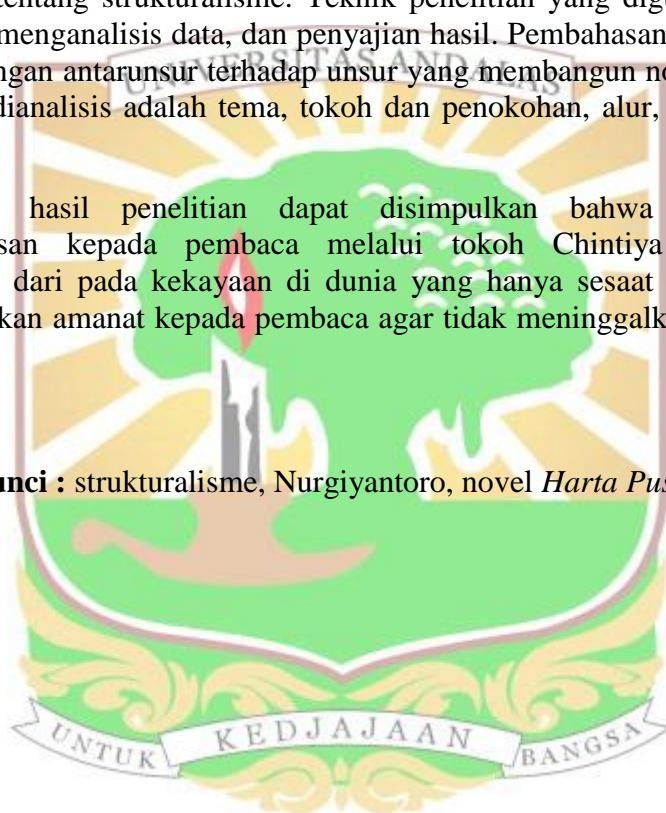 tentang strukturalisme. Teknik penelitian yang dig
menganalisis data, dan penyajian hasil. Pembahasan
ngan antarunsur terhadap unsur yang membangun no
UNIVERSITAS ANDALAS
dianalisis adalah tema, tokoh dan penokohan, alur,
hasil penelitian dapat disimpulkan bahwa
san kepada pembaca melalui tokoh Chintiya
dari pada kekayaan di dunia yang hanya sesaat
kan amanat kepada pembaca agar tidak meninggalk
unci : strukturalisme, Nurgiyantoro, novel Harta Pus
UNTUK KEDJAJAAN BANGSA